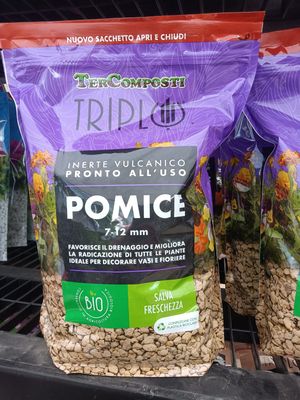 NUOVO SACCHETTO APRI E CHIUDI
TERCOMPOSTI
TRIPLO
INERTE VULCANICO
PRONTO ALL'USO
POMICE
7-12 mm
FAVORISCE IL DRENAGGIO E MIGLIORA
LA RADICAZIONE DI TUTTE LE PIANTE
IDEALE PER DECORARE VASI E FIORIERE
BIO
SALVA
FRESCHEZZA